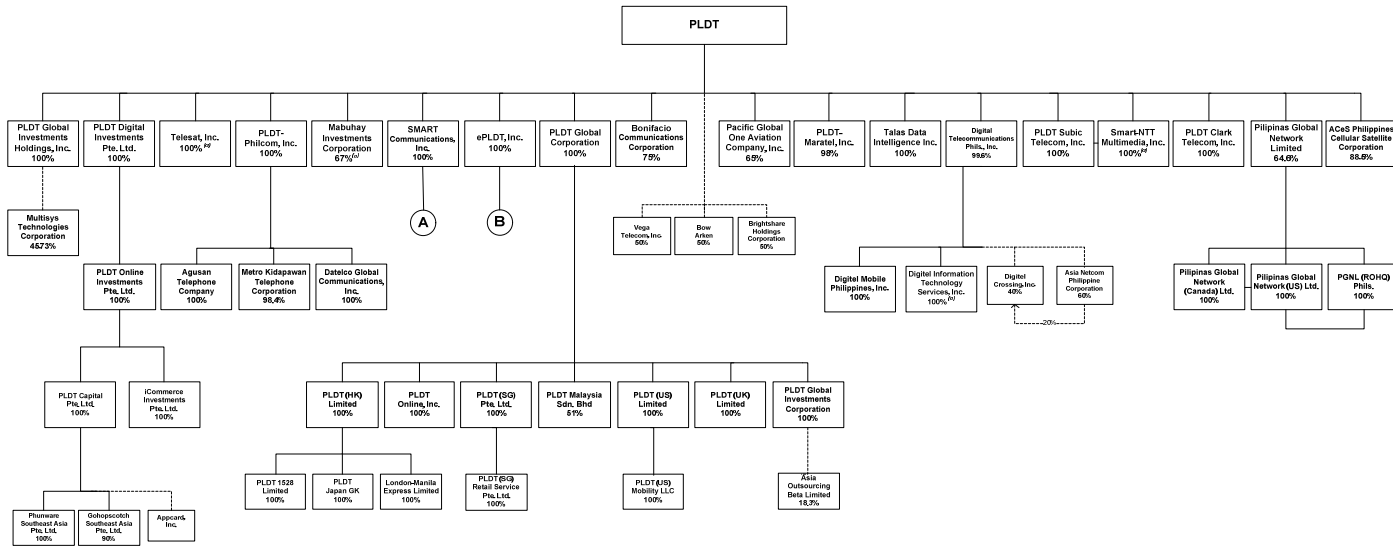 PLDT
PLDT Global
Investments
Holdings, Inc.
100%
PLDT Digital
Investments
Pte. Ltd.
100%
Telesat, Inc.
100%(a)
PLDT-
Philcom, Inc.
100%
Mabuhay
Investments
Corporation
67%(a)
SMART
Communications,
Inc.
100%
ePLDT, Inc.
100%
PLDT Global
Corporation
100%
Bonifacio
Communications
Corporation
75%
Pacific Global
One Aviation
Company, Inc.
65%
PLDT-
Maratel, Inc.
98%
Talas Data
Intelligence Inc.
100%
Digital
Telecommunications
Phils., Inc.
99.6%
PLDT Subic
Telecom, Inc.
100%
Smart-NTT
Multimedia, Inc.
100%(a)
PLDT Clark
Telecom, Inc.
100%
Pilipinas Global
Network
Limited
64.6%
ACeS Philippines
Cellular Satellite
Corporation
88.5%
Multisys
Technologies
Corporation
45.73%
A
B
Vega
Telecom, Inc.
50%
Bow
Arken
50%
Brightshare
Holdings
Corporation
50%
PLDT Online
Investments
Pte. Ltd.
100%
Agusan
Telephone
Company
100%
Metro Kidapawan
Telephone
Corporation
98.4%
Datelco Global
Communications,
Inc.
100%
Digitel Mobile
Philippines, Inc.
100%
Digitel Information
Technology
Services, Inc.
100%(a)
Digitel
Crossing, Inc.
40%
Asia Netcom
Philippine
Corporation
60%
20%
Pilipinas Global
Network
(Canada) Ltd.
100%
Pilipinas Global
Network (US) Ltd.
100%
PGNL (ROHQ)
Phils.
100%
PLDT Capital
Pte. Ltd.
100%
iCommerce
Investments
Pte. Ltd.
100%
PLDT (HK)
Limited
100%
PLDT
Online, Inc.
100%
PLDT (SG)
Pte. Ltd.
100%
PLDT Malaysia
Sdn. Bhd
51%
PLDT (US)
Limited
100%
PLDT (UK)
Limited
100%
PLDT Global
Investments
Corporation
100%
PLDT 1528
Limited
100%
PLDT
Japan GK
100%
London-Manila
Express Limited
100%
PLDT (SG)
Retail Service
Pte. Ltd.
100%
PLDT (US)
Mobility LLC
100%
Asia
Outsourcing
Beta Limited
18.3%
Phunware
Southeast Asia
Pte. Ltd.
100%
Gohopscotch
Southeast Asia
Pte. Ltd.
90%
Appcard,
Inc.